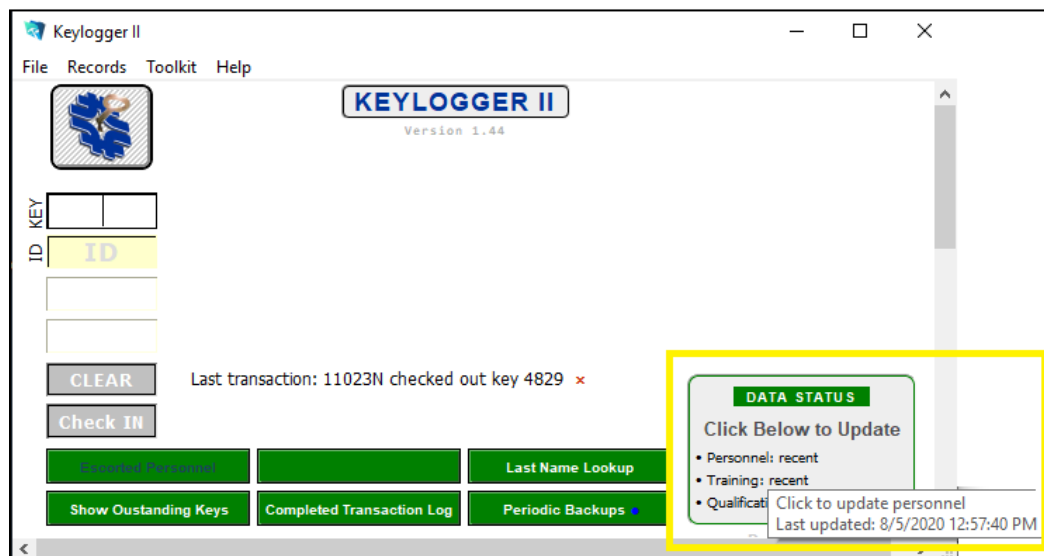 Keylogger II
File Records Toolkit Help
KEYLOGGER II
Version 1.44
KEY
ID
ID
CLEAR
Last transaction: 11023N checked out key 4829 ×
Check IN
DATA STATUS
Click Below to Update
• Personnel: recent
• Training: recent
• Qualificati
Click to update personnel
Last updated: 8/5/2020 12:57:40 PM
Escorted Personnel
Last Name Lookup
Show Oustanding Keys
Completed Transaction Log
Periodic Backups